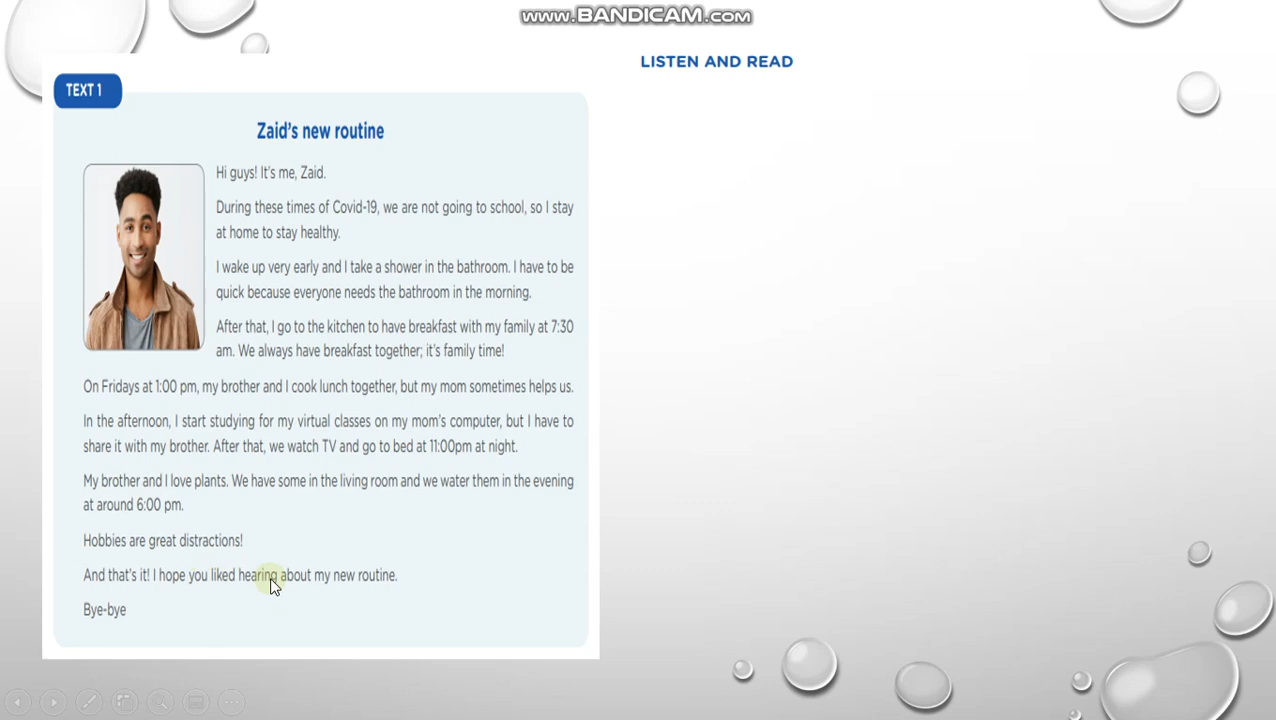 www.BANDICAM.com
LISTEN AND READ
TEXT 1
Zaid's new routine
Hi guys! It's me, Zaid.
During these times of Covid-19, we are not going to school, so I stay
at home to stay healthy.
I wake up very early and I take a shower in the bathroom. I have to be
quick because everyone needs the bathroom in the morning.
After that, I go to the kitchen to have breakfast with my family at 7:30
am. We always have breakfast together; it's family time!
On Fridays at 1:00 pm, my brother and I cook lunch together, but my mom sometimes helps us.
In the afternoon, I start studying for my virtual classes on my mom's computer, but I have to
share it with my brother. After that, we watch TV and go to bed at 11:00pm at night.
My brother and I love plants. We have some in the living room and we water them in the evening
at around 6:00 pm.
Hobbies are great distractions!
And that's it! I hope you liked hearing about my new routine.
Bye-bye